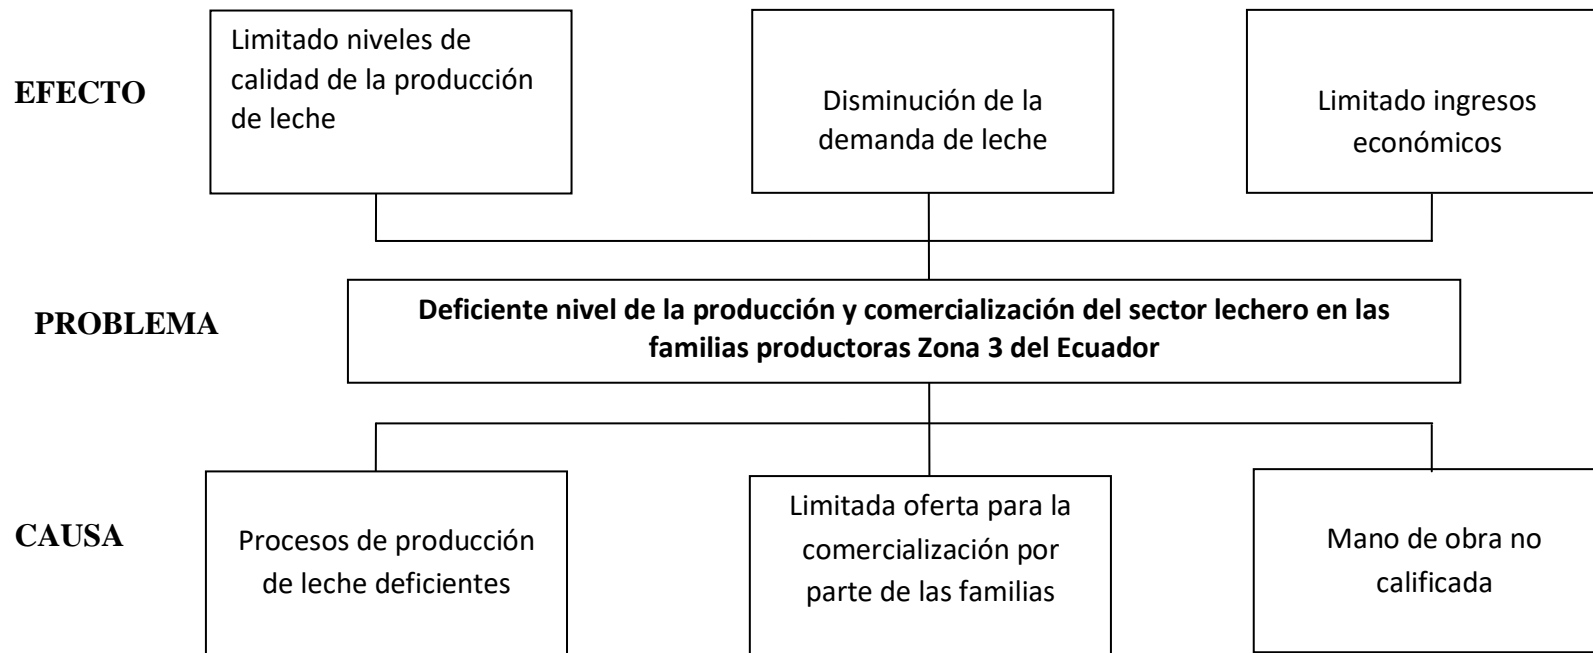 EFECTO
Limitado niveles de
calidad de la producción
de leche
Disminución de la
demanda de leche
Limitado ingresos
económicos
PROBLEMA
Deficiente nivel de la producción y comercialización del sector lechero en las
familias productoras Zona 3 del Ecuador
CAUSA
Procesos de producción
de leche deficientes
Limitada oferta para la
comercialización por
parte de las familias
Mano de obra no
calificada